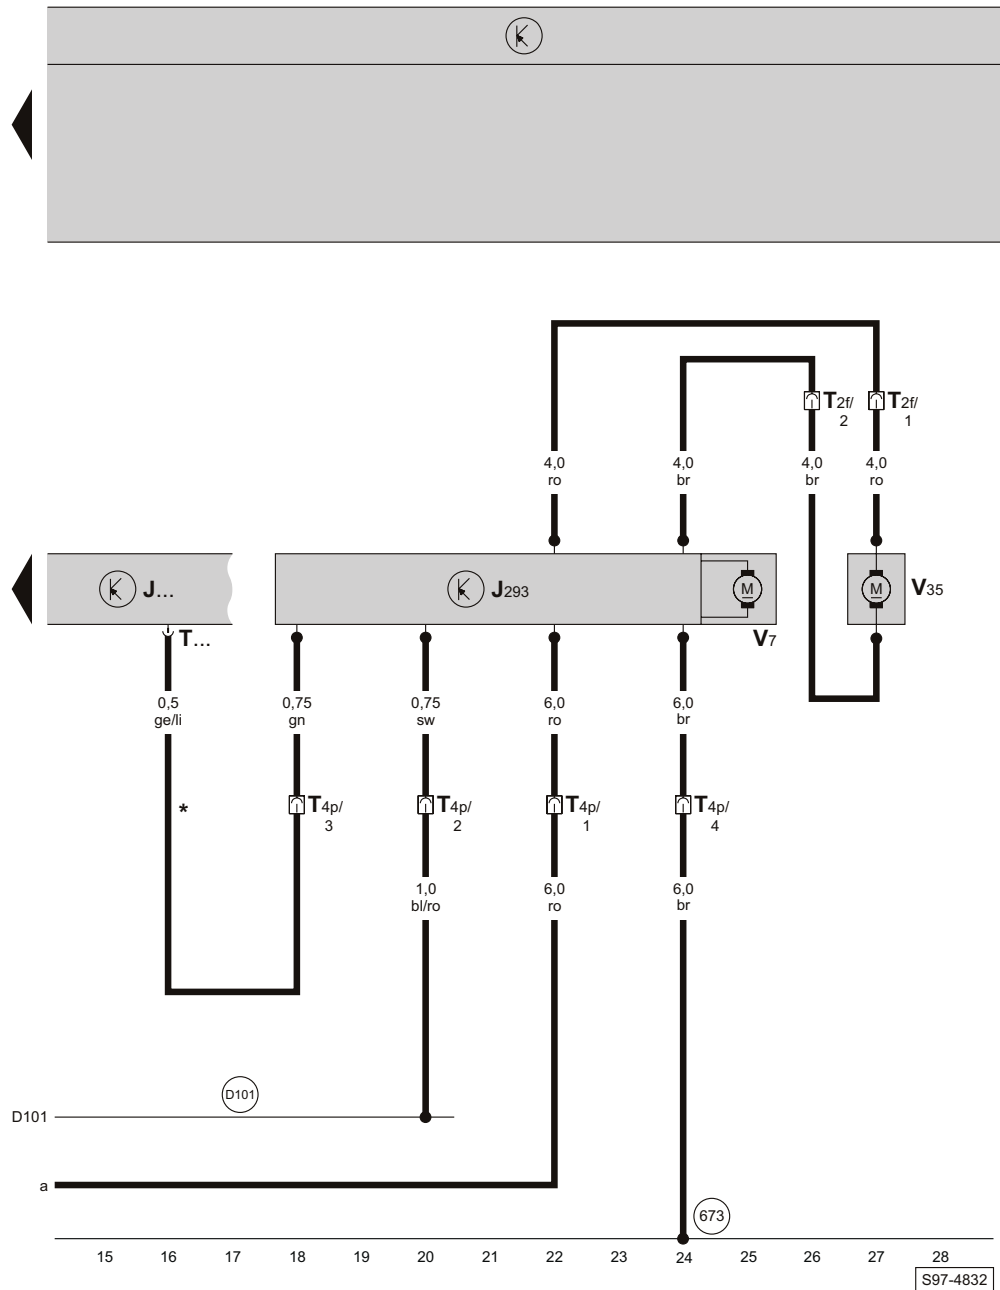 T2f/
2
T2f/
1
4,0
ro
4,0
br
4,0
br
4,0
ro
J...
J293
M
V7
M
V35
T...
0,5
ge/li
0,75
gn
0,75
sw
6,0
ro
6,0
br
*
T4p/
3
T4p/
2
T4p/
1
T4p/
4
1,0
bl/ro
6,0
ro
6,0
br
D101
D101
a
673
15 16 17 18 19 20 21 22 23 24 25 26 27 28
S97-4832